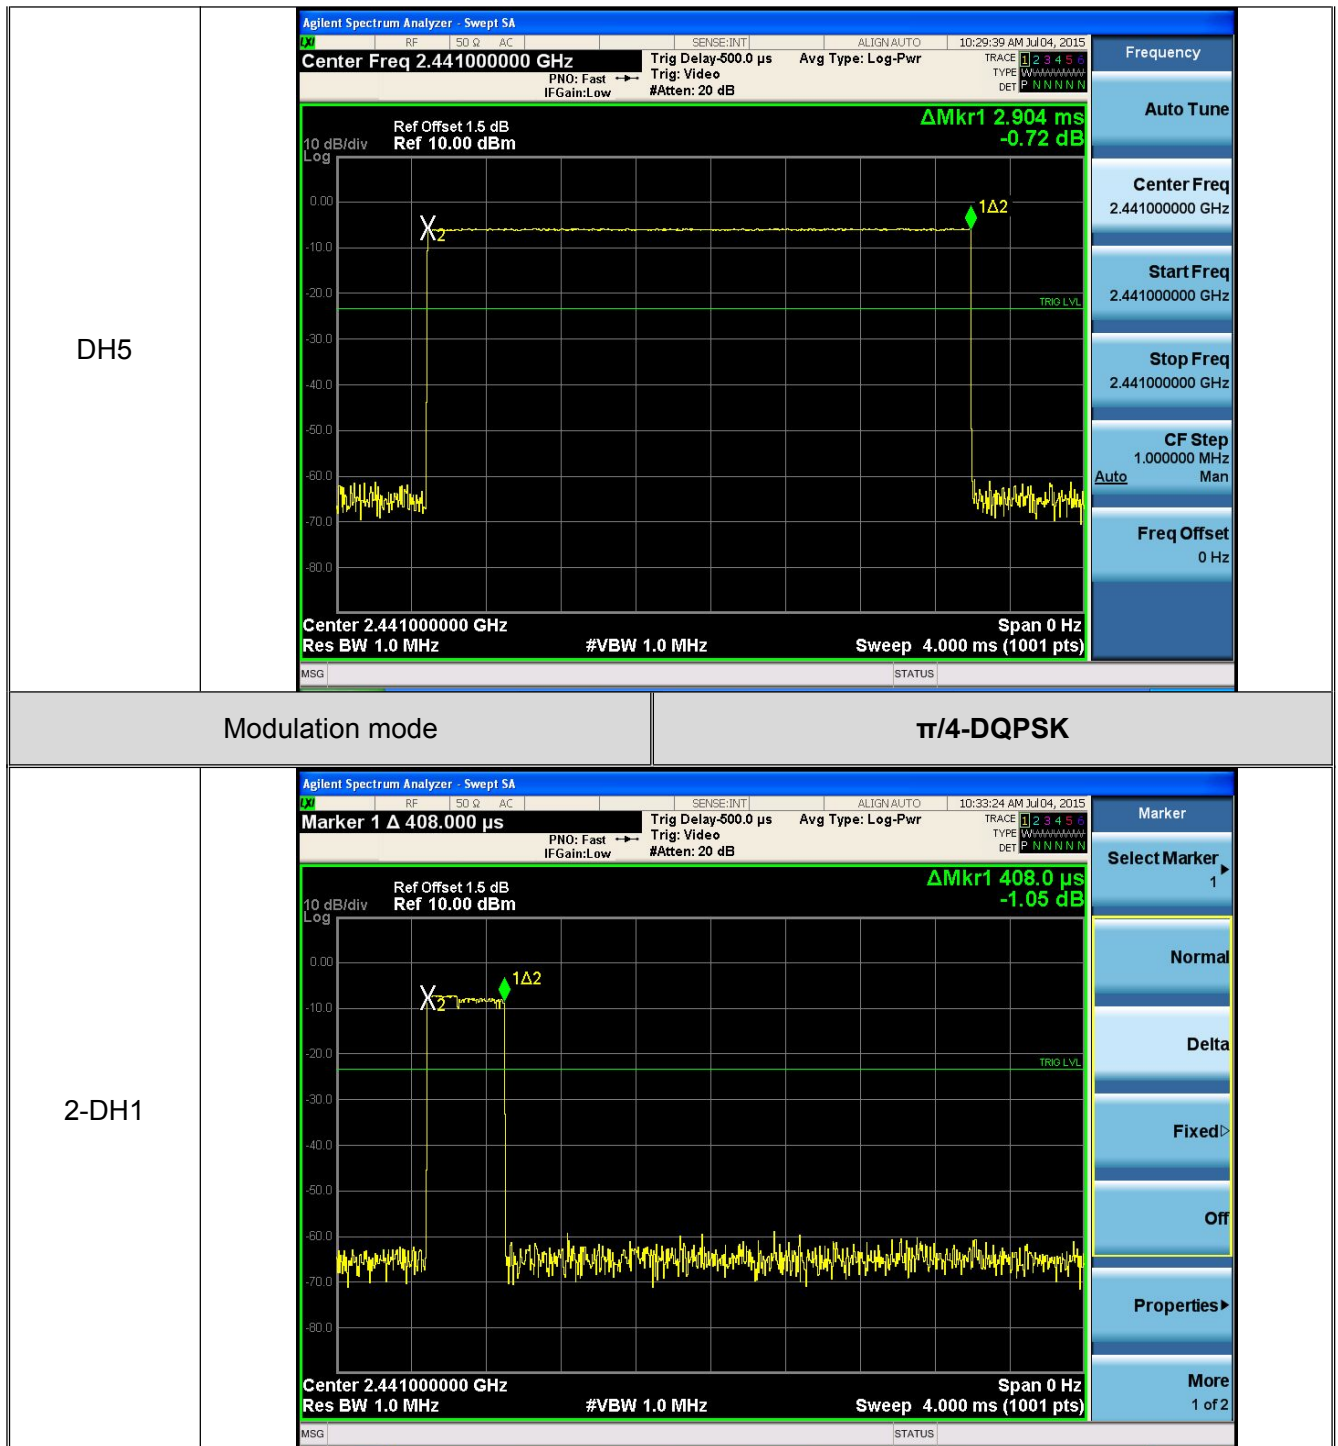 DH5
Agilent Spectrum Analyzer - Swept SA
LXI RF 50 Ω AC SENSE:INT ALIGN AUTO 10:29:39 AM Jul 04, 2015
Center Freq 2.441000000 GHz
PNO: Fast
IFGain:Low
Trig Delay-500.0 µs
Trig: Video
#Atten: 20 dB
Avg Type: Log-Pwr
TRACE 1 2 3 4 5 6
TYPE W
DET P N N N N N
ΔMkr1 2.904 ms
-0.72 dB
Ref Offset 1.5 dB
10 dB/div Ref 10.00 dBm
Log
0.00
-10.0
-20.0
-30.0
-40.0
-50.0
-60.0
-70.0
-80.0
X2
1Δ2
TRIG LVL
Center 2.441000000 GHz Span 0 Hz
Res BW 1.0 MHz #VBW 1.0 MHz Sweep 4.000 ms (1001 pts)
MSG STATUS
Frequency
Auto Tune
Center Freq
2.441000000 GHz
Start Freq
2.441000000 GHz
Stop Freq
2.441000000 GHz
CF Step
1.000000 MHz
Auto Man
Freq Offset
0 Hz
Modulation mode π/4-DQPSK
2-DH1
Agilent Spectrum Analyzer - Swept SA
LXI RF 50 Ω AC SENSE:INT ALIGN AUTO 10:33:24 AM Jul 04, 2015
Marker 1 Δ 408.000 µs
PNO: Fast
IFGain:Low
Trig Delay-500.0 µs
Trig: Video
#Atten: 20 dB
Avg Type: Log-Pwr
TRACE 1 2 3 4 5 6
TYPE W
DET P N N N N N
ΔMkr1 408.0 µs
-1.05 dB
Ref Offset 1.5 dB
10 dB/div Ref 10.00 dBm
Log
0.00
-10.0
-20.0
-30.0
-40.0
-50.0
-60.0
-70.0
-80.0
X2
1Δ2
TRIG LVL
Center 2.441000000 GHz Span 0 Hz
Res BW 1.0 MHz #VBW 1.0 MHz Sweep 4.000 ms (1001 pts)
MSG STATUS
Marker
Select Marker
1
Normal
Delta
Fixed
Off
Properties
More
1 of 2